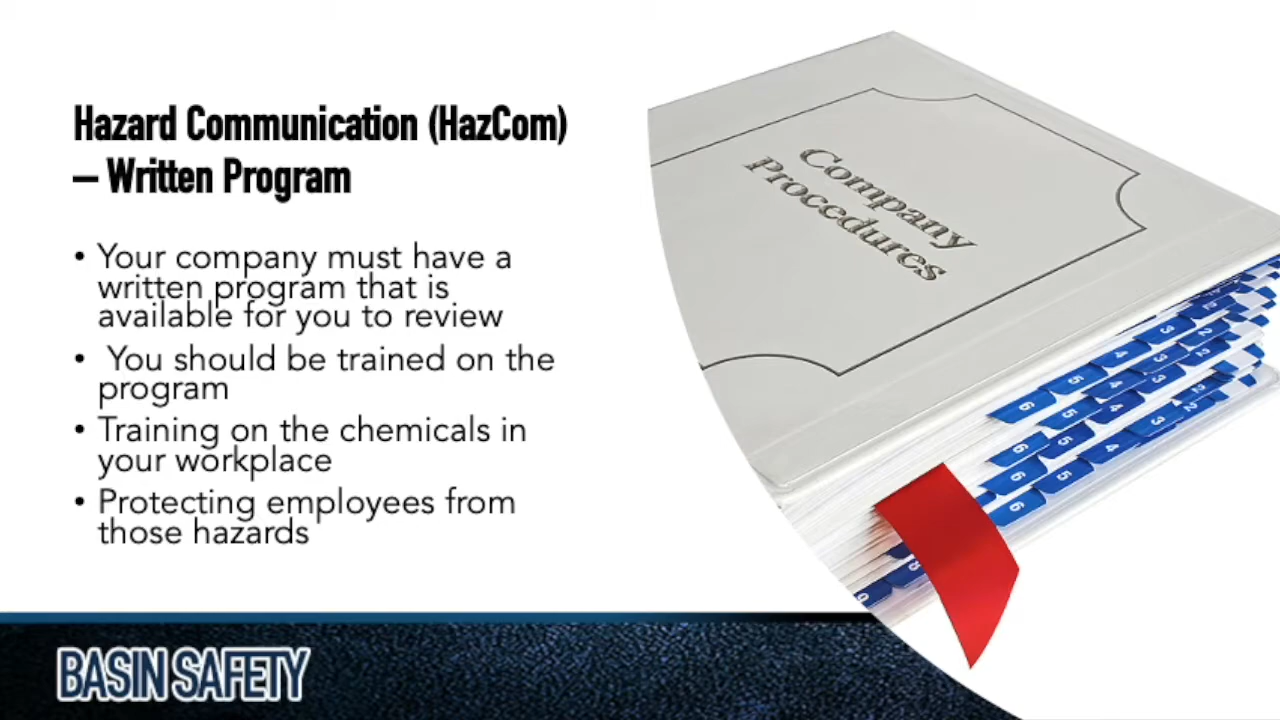 Hazard Communication (HazCom)
– Written Program
• Your company must have a
written program that is
available for you to review
• You should be trained on the
program
• Training on the chemicals in
your workplace
• Protecting employees from
those hazards
Company
Procedures
BASIN SAFETY